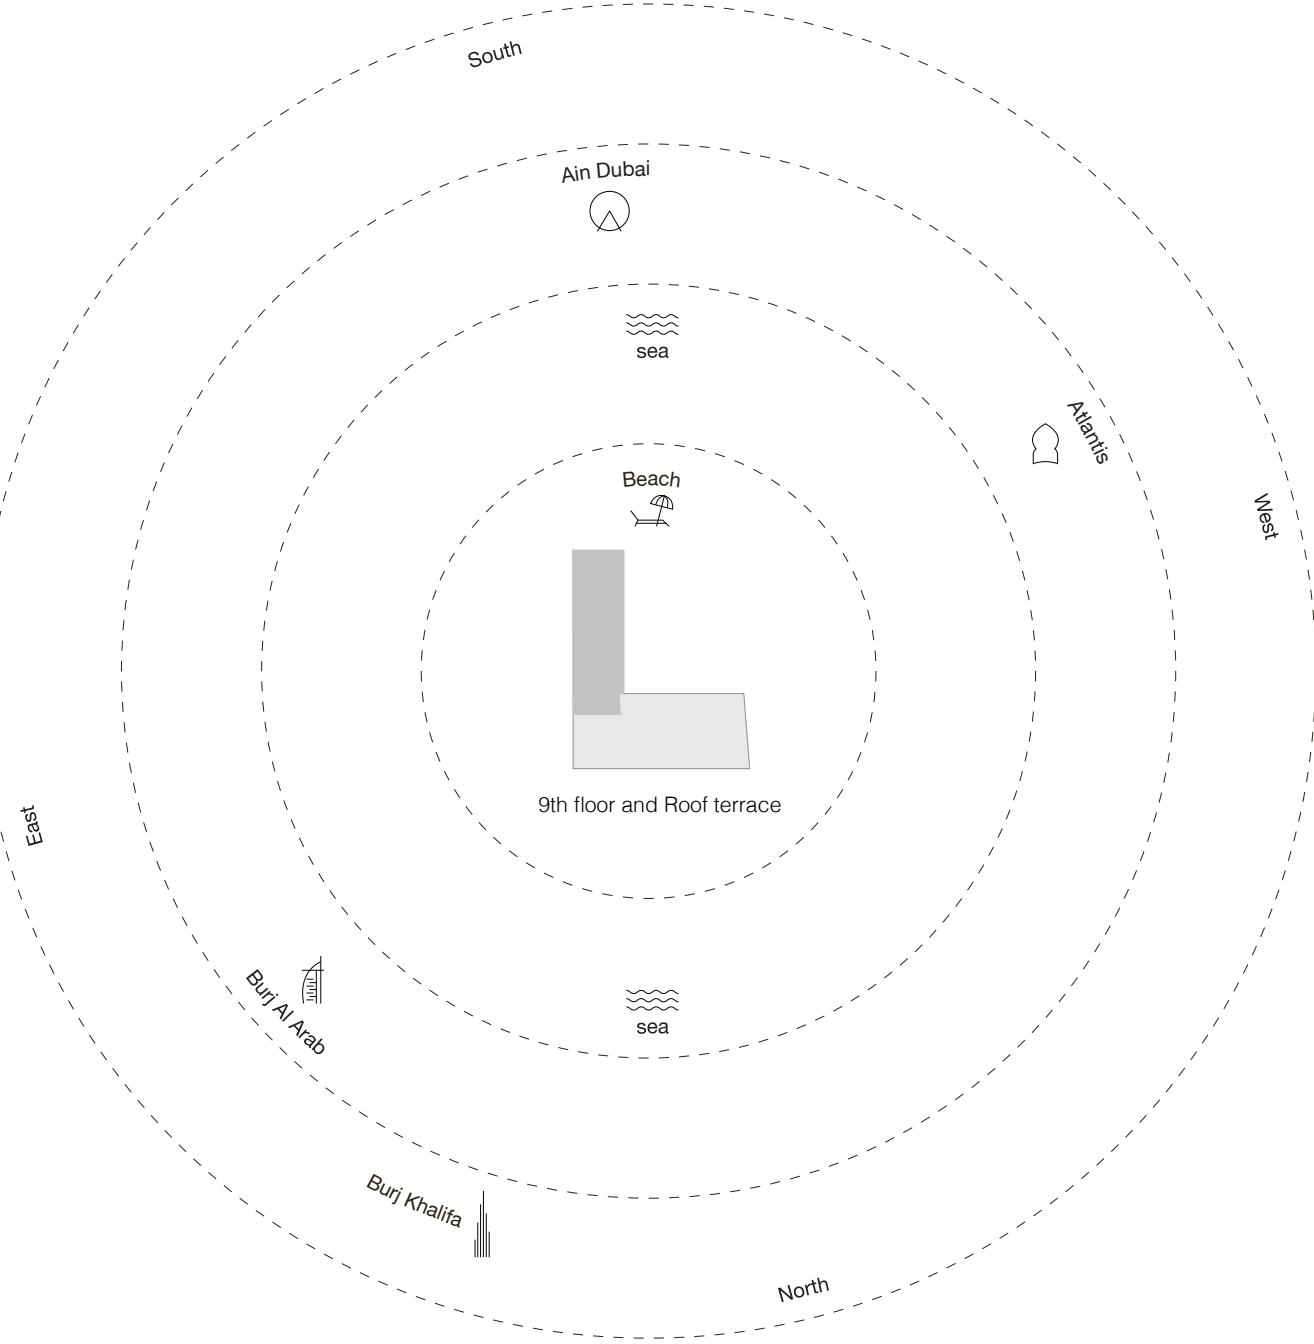 South
Ain Dubai
sea
Atlantis
Beach
West
9th floor and Roof terrace
East
Burj Al Arab
sea
Burj Khalifa
North